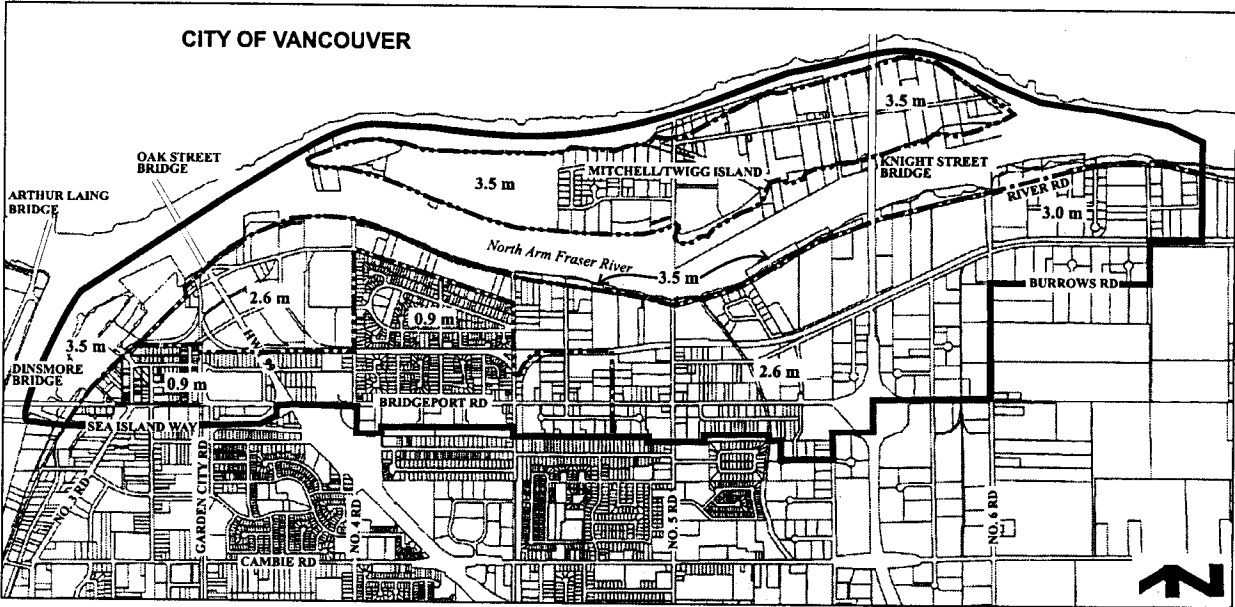 CITY OF VANCOUVER
3.5 m
OAK STREET
BRIDGE
MITCHELL/TWIGG ISLAND
KNIGHT STREET
BRIDGE
3.5 m
ARTHUR LAING
BRIDGE
RIVER RD
3.0 m
North Arm Fraser River
3.5 m
BURROWS RD
2.6 m
0.9 m
3.5 m
HWY. 99
DINSMORE
BRIDGE
0.9 m
2.6 m
BRIDGEPORT RD
SEA ISLAND WAY
NO. 3 RD
GARDEN CITY RD
NO. 4 RD
NO. 5 RD
NO. 6 RD
CAMBIE RD
N